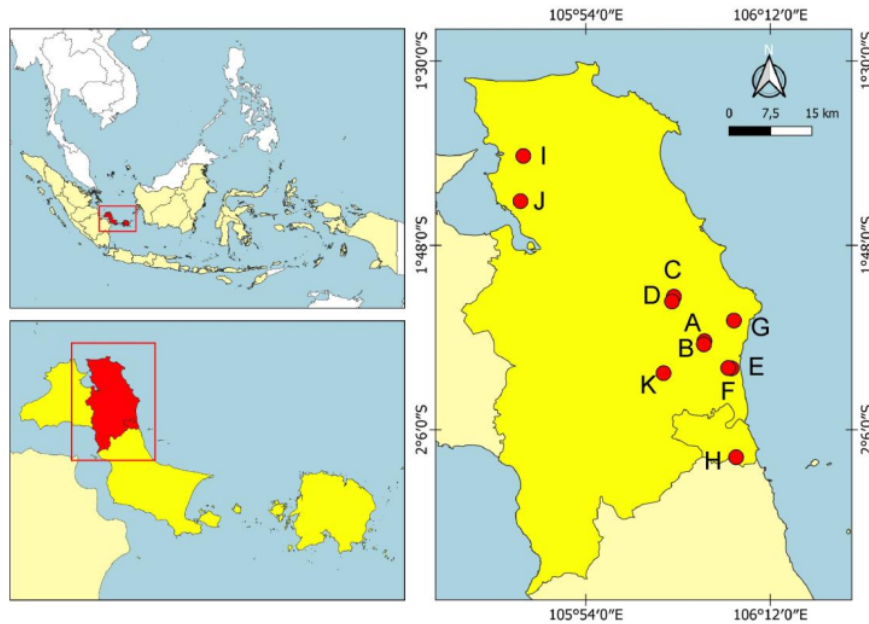 105°54′0″E 106°12′0″E
1°30′0″S 1°30′0″S
N
0 7,5 15 km
I
J
1°48′0″S 1°48′0″S
C
D
A
G
B
K
E
F
2°6′0″S 2°6′0″S
H
105°54′0″E 106°12′0″E